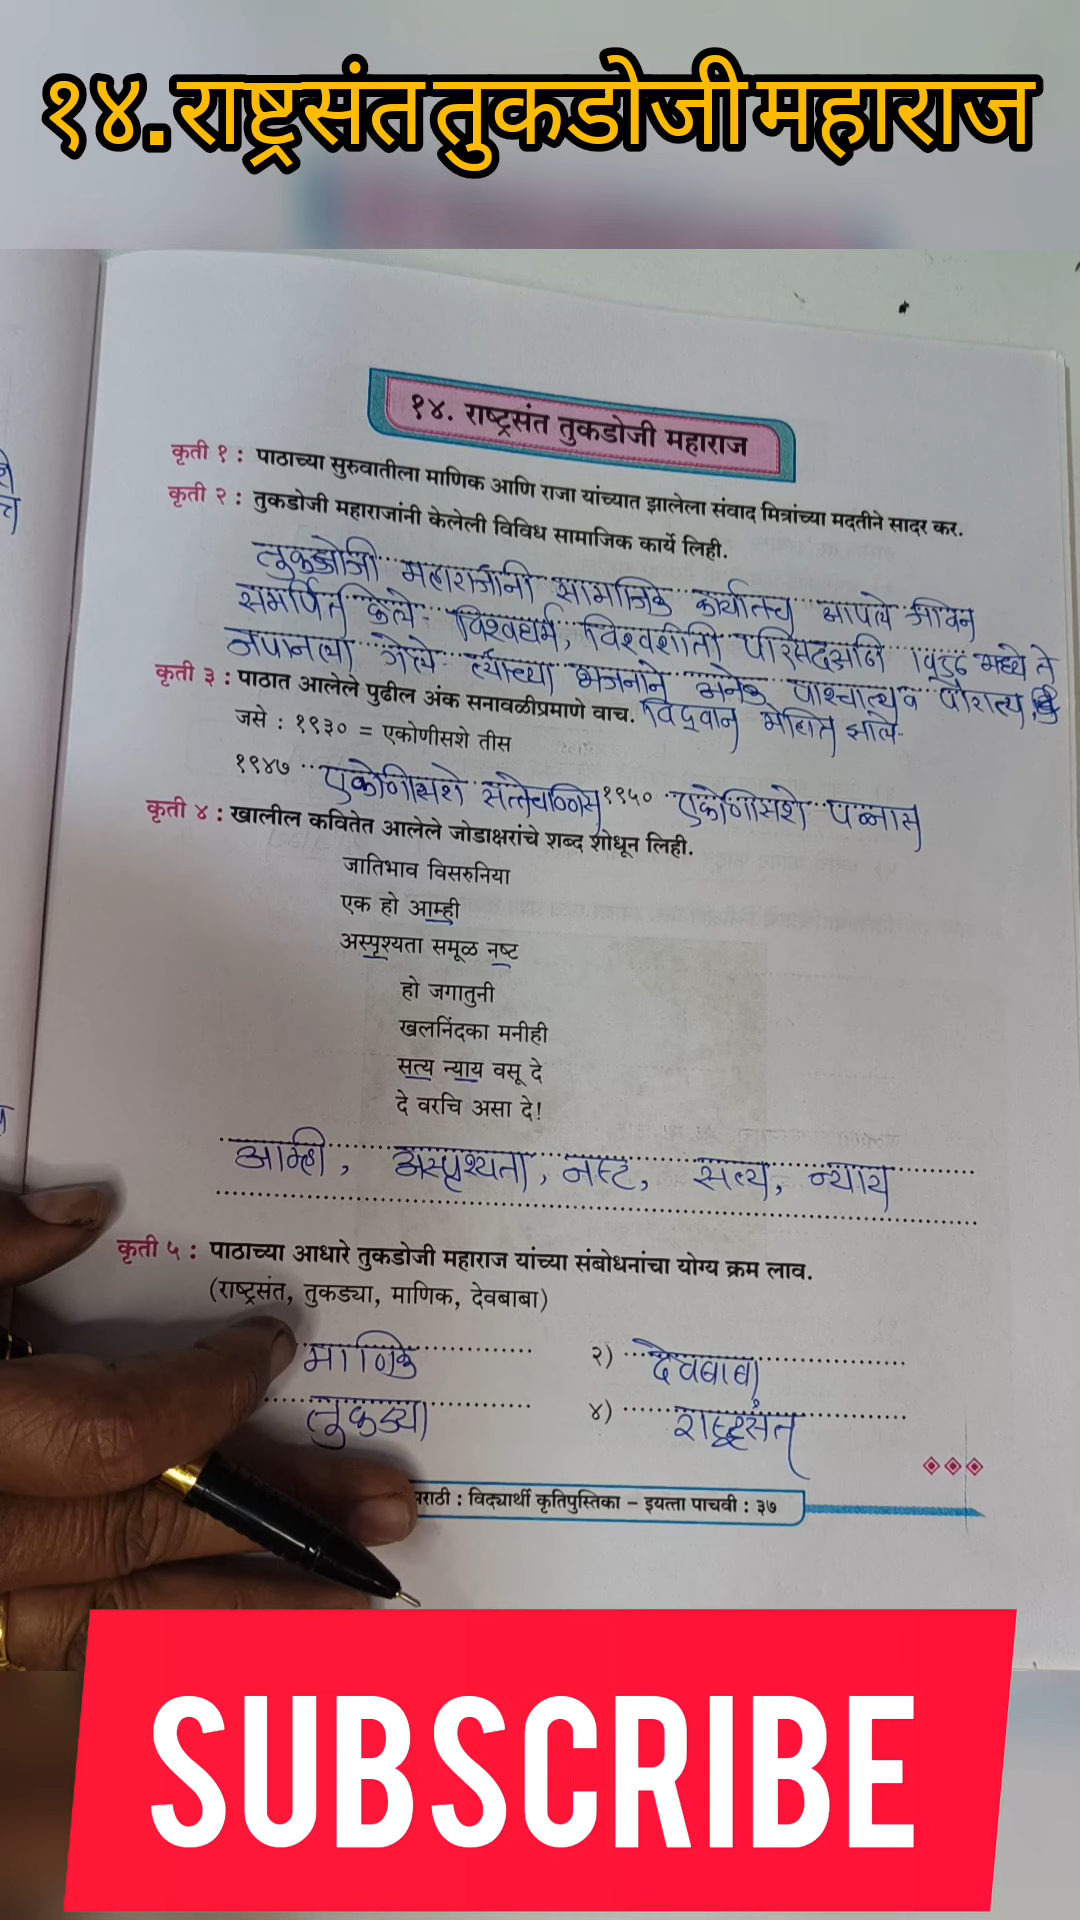 १४. राष्ट्रसंत तुकडोजी महाराज
१४. राष्ट्रसंत तुकडोजी महाराज
कृती १ : पाठाच्या सुरुवातीला माणिक आणि राजा यांच्यात झालेला संवाद मित्रांच्या मदतीने सादर कर.
कृती २ : तुकडोजी महाराजांनी केलेली विविध सामाजिक कार्ये लिही.
तुकडोजी महाराजांनी सामाजिक कार्यातच आपले जीवन
समर्पित केले. विश्वधर्म, विश्वशांती परिषदेसाठी मध्ये ते
जपानला गेले. त्यांच्या भजनाने अनेक पाश्चात्य व पौरात्य
कृती ३ : पाठात आलेले पुढील अंक सनावळीप्रमाणे वाच. विद्वान मोहित झाले.
जसे : १९३० = एकोणीसशे तीस
१९४७ एकोणिसशे सत्तेचाळिस १९५० एकोणिसशे पन्नास
कृती ४ : खालील कवितेत आलेले जोडाक्षरांचे शब्द शोधून लिही.
जातिभाव विसरुनिया
एक हो आम्ही
अस्पृश्यता समूळ नष्ट
हो जगातुनी
खलनिंदका मनीही
सत्य न्याय वसू दे
दे वरचि असा दे!
आम्ही, अस्पृश्यता, नष्ट, सत्य, न्याय
कृती ५ : पाठाच्या आधारे तुकडोजी महाराज यांच्या संबोधनांचा योग्य क्रम लाव.
(राष्ट्रसंत, तुकड्या, माणिक, देवबाबा)
माणिक २) देवबाबा
तुकड्या ४) राष्ट्रसंत
मराठी : विद्यार्थी कृतिपुस्तिका – इयत्ता पाचवी : ३७
SUBSCRIBE